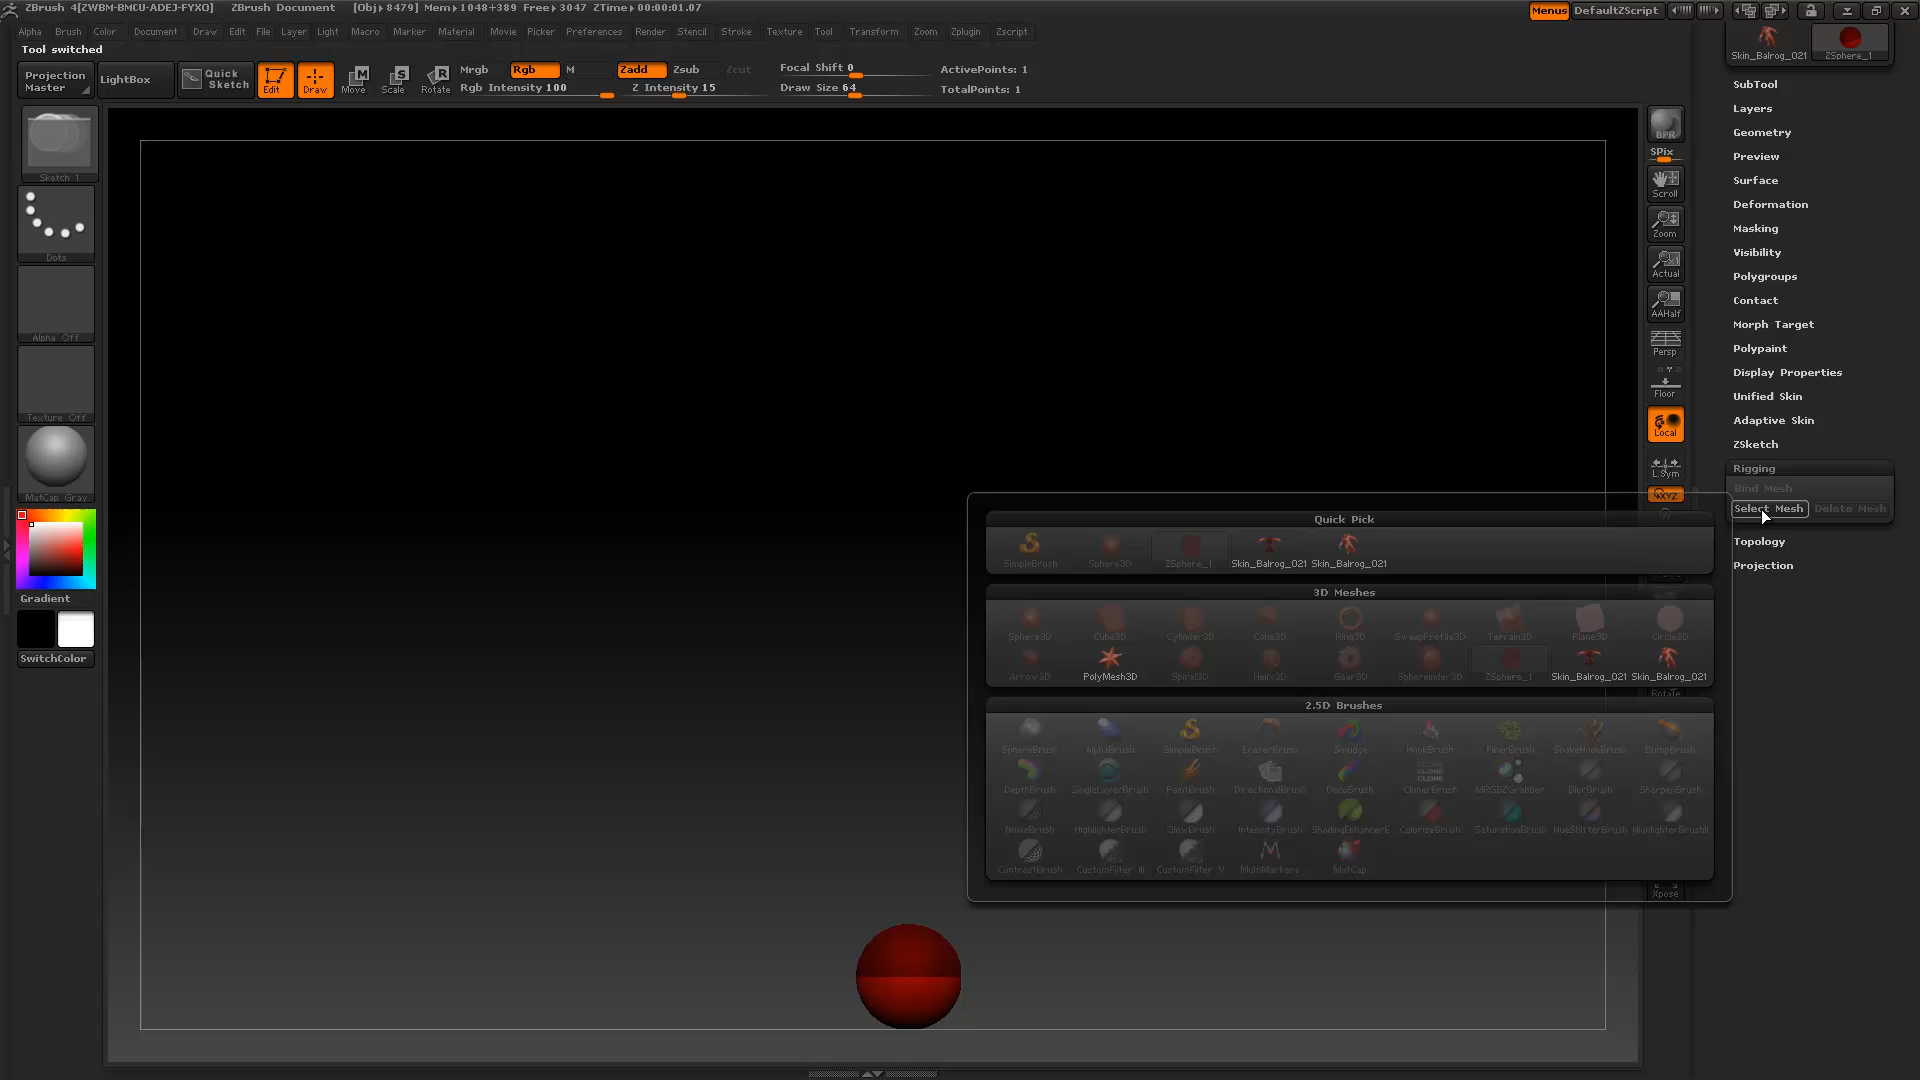 ZBrush 4[ZWBM-BMCU-ADEJ-FYXO] ZBrush Document [Obj▸8479] Mem▸1048+389 Free▸3047 ZTime▸00:00:01.07 Menus DefaultZScript
Alpha Brush Color Document Draw Edit File Layer Light Macro Marker Material Movie Picker Preferences Render Stencil Stroke Texture Tool Transform Zoom Zplugin Zscript
Tool switched
Projection Master
LightBox
Quick Sketch
Edit
Draw
Move
Scale
Rotate
Mrgb Rgb M
Rgb Intensity 100
Zadd Zsub Zcut
Z Intensity 15
Focal Shift 0
Draw Size 64
ActivePoints: 1
TotalPoints: 1
Skin_Balrog_021 ZSphere_1
Sketch 1
Dots
Alpha Off
Texture Off
MatCap Gray
Gradient
SwitchColor
BPR
SPix
Scroll
Zoom
Actual
AAHalf
Persp
Floor
Local
L.Sym
XYZ
Rotate
Xpose
SubTool
Layers
Geometry
Preview
Surface
Deformation
Masking
Visibility
Polygroups
Contact
Morph Target
Polypaint
Display Properties
Unified Skin
Adaptive Skin
ZSketch
Rigging
Bind Mesh
Select Mesh Delete Mesh
Topology
Projection
Quick Pick
SimpleBrush Sphere3D ZSphere_1 Skin_Balrog_021 Skin_Balrog_021
3D Meshes
Sphere3D Cube3D Cylinder3D Cone3D Ring3D SweepProfile3D Terrain3D Plane3D Circle3D
Arrow3D PolyMesh3D Spiral3D Helix3D Gear3D Sphereinder3D ZSphere_1 Skin_Balrog_021 Skin_Balrog_021
2.5D Brushes
SphereBrush AlphaBrush SimpleBrush EraserBrush Smudge HookBrush FiberBrush SnakeHookBrush BumpBrush
DepthBrush SingleLayerBrush PaintBrush DirectionalBrush DecoBrush ClonerBrush MRGBZGrabber BlurBrush SharpenBrush
NoiseBrush HighlighterBrush GlowBrush IntensityBrush ShadingEnhancerE ColorizeBrush SaturationBrush HueShifterBrush HighlighterBrushII
ContrastBrush CustomFilter III CustomFilter V MultiMarkers MatCap